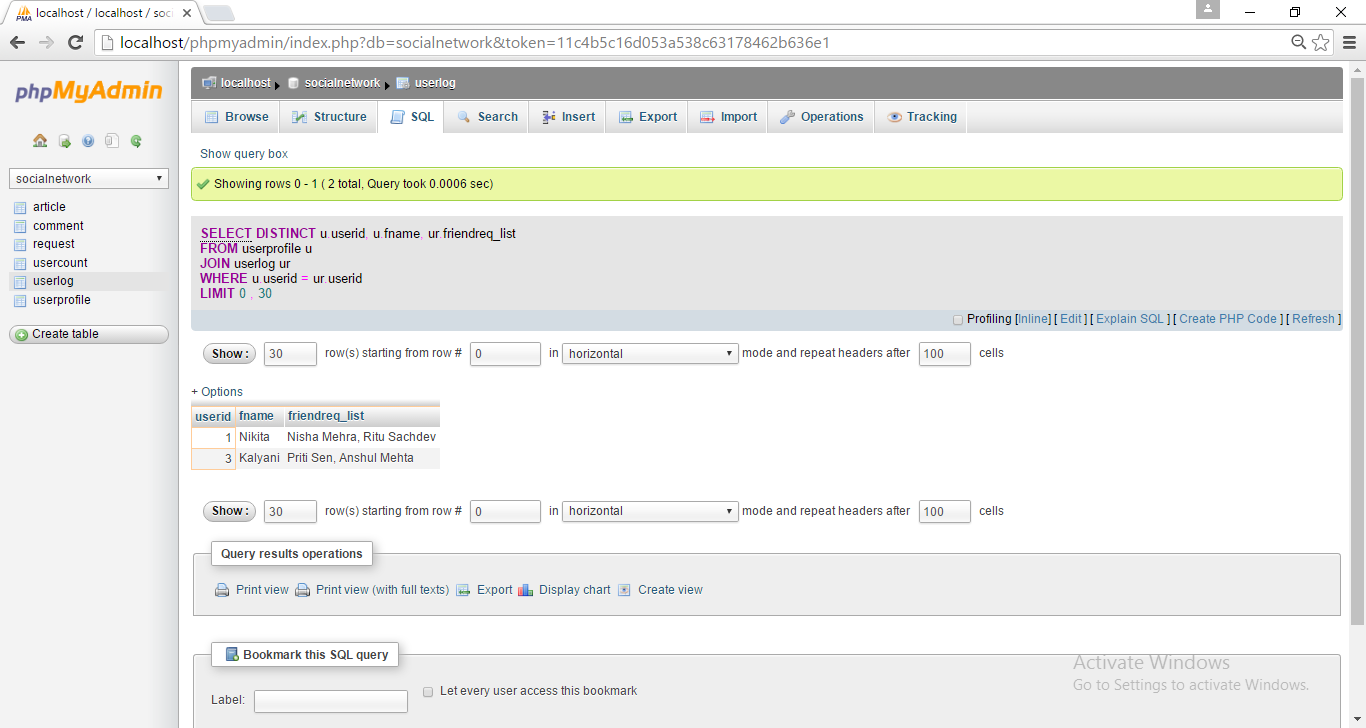 localhost / localhost / soc
localhost/phpmyadmin/index.php?db=socialnetwork&token=11c4b5c16d053a538c63178462b636e1
phpMyAdmin
socialnetwork
article
comment
request
usercount
userlog
userprofile
Create table
localhost socialnetwork userlog
Browse Structure SQL Search Insert Export Import Operations Tracking
Show query box
Showing rows 0 - 1 ( 2 total, Query took 0.0006 sec)
SELECT DISTINCT u.userid, u.fname, ur.friendreq_list
FROM userprofile u
JOIN userlog ur
WHERE u.userid = ur.userid
LIMIT 0 , 30
Profiling [Inline] [ Edit ] [ Explain SQL ] [ Create PHP Code ] [ Refresh ]
Show : 30 row(s) starting from row # 0 in horizontal mode and repeat headers after 100 cells
+ Options
userid fname friendreq_list
1 Nikita Nisha Mehra, Ritu Sachdev
3 Kalyani Priti Sen, Anshul Mehta
Show : 30 row(s) starting from row # 0 in horizontal mode and repeat headers after 100 cells
Query results operations
Print view Print view (with full texts) Export Display chart Create view
Bookmark this SQL query
Label: Let every user access this bookmark
Activate Windows
Go to Settings to activate Windows.